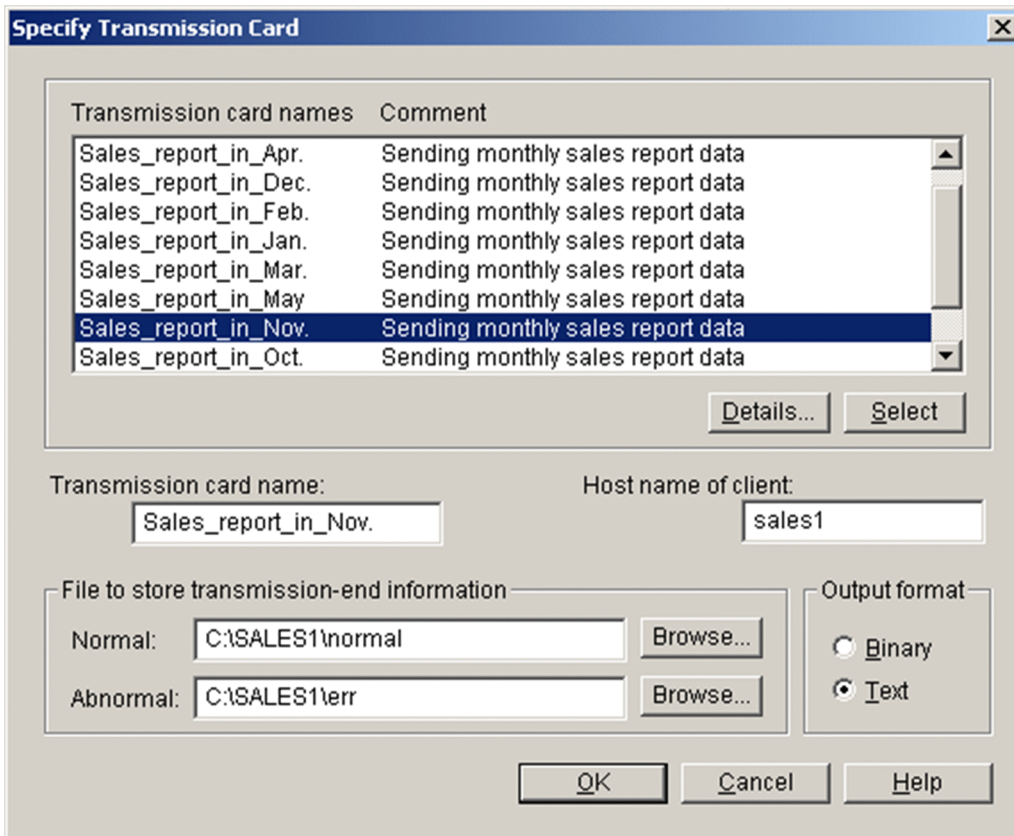 Specify Transmission Card
Transmission card names Comment
Sales_report_in_Apr. Sending monthly sales report data
Sales_report_in_Dec. Sending monthly sales report data
Sales_report_in_Feb. Sending monthly sales report data
Sales_report_in_Jan. Sending monthly sales report data
Sales_report_in_Mar. Sending monthly sales report data
Sales_report_in_May Sending monthly sales report data
Sales_report_in_Nov. Sending monthly sales report data
Sales_report_in_Oct. Sending monthly sales report data
Details... Select
Transmission card name: Host name of client:
Sales_report_in_Nov. sales1
File to store transmission-end information Output format
Normal: C:\SALES1\normal Browse... Binary
Abnormal: C:\SALES1\err Browse... Text
OK Cancel Help